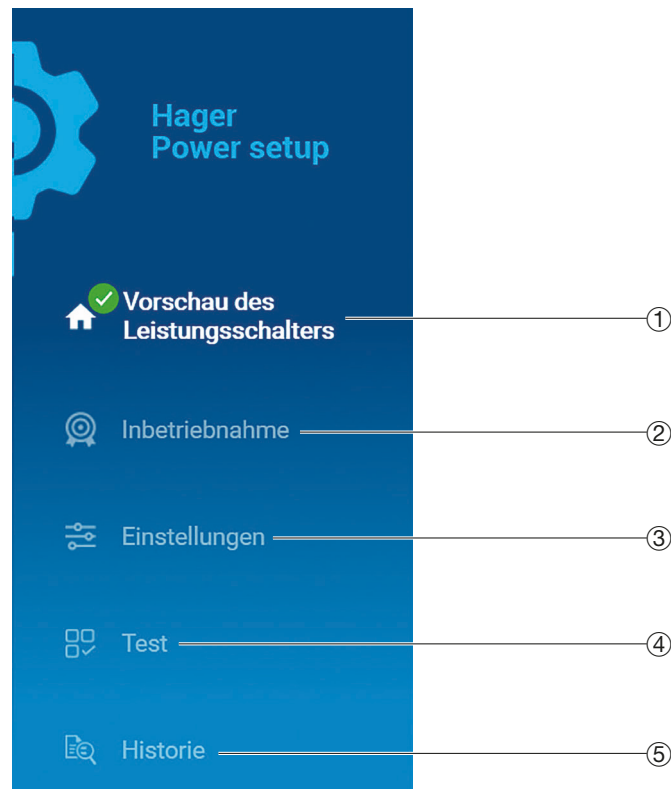 Hager
Power setup
Vorschau des
Leistungsschalters
①
Inbetriebnahme
②
Einstellungen
③
Test
④
Historie
⑤